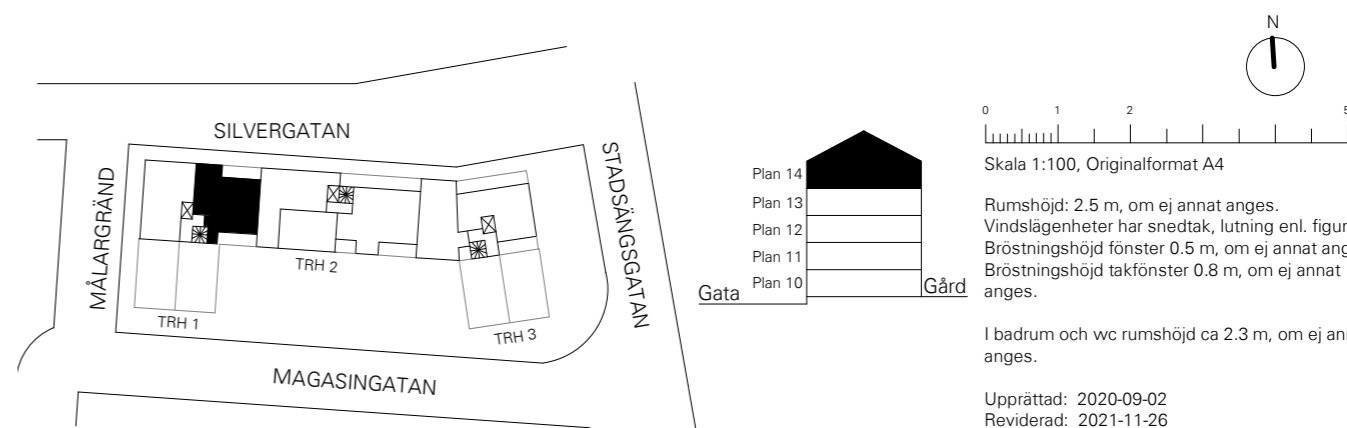 SILVERGATAN
MÅLARGRÄND
STADSÄNGSGATAN
TRH 2
TRH 1
TRH 3
MAGASINGATAN
Plan 14
Plan 13
Plan 12
Plan 11
Plan 10
Gata
Gård
N
0 1 2 5
Skala 1:100, Originalformat A4
Rumshöjd: 2.5 m, om ej annat anges.
Vindslägenheter har snedtak, lutning enl. figur
Bröstningshöjd fönster 0.5 m, om ej annat ang
Bröstningshöjd takfönster 0.8 m, om ej annat
anges.
I badrum och wc rumshöjd ca 2.3 m, om ej ann
anges.
Upprättad: 2020-09-02
Reviderad: 2021-11-26